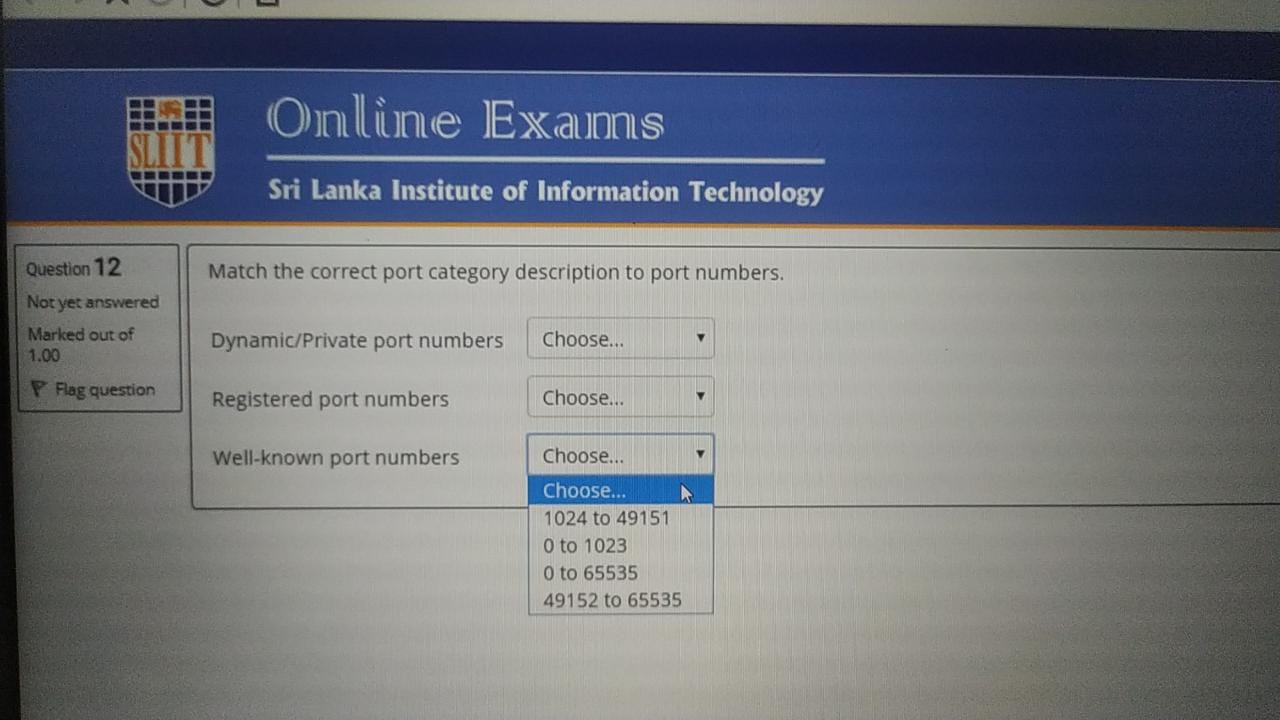 Online Exams
SLIIT
Sri Lanka Institute of Information Technology
Question 12
Not yet answered
Marked out of
1.00
Flag question
Match the correct port category description to port numbers.
Dynamic/Private port numbers Choose...
Registered port numbers Choose...
Well-known port numbers Choose...
Choose...
1024 to 49151
0 to 1023
0 to 65535
49152 to 65535